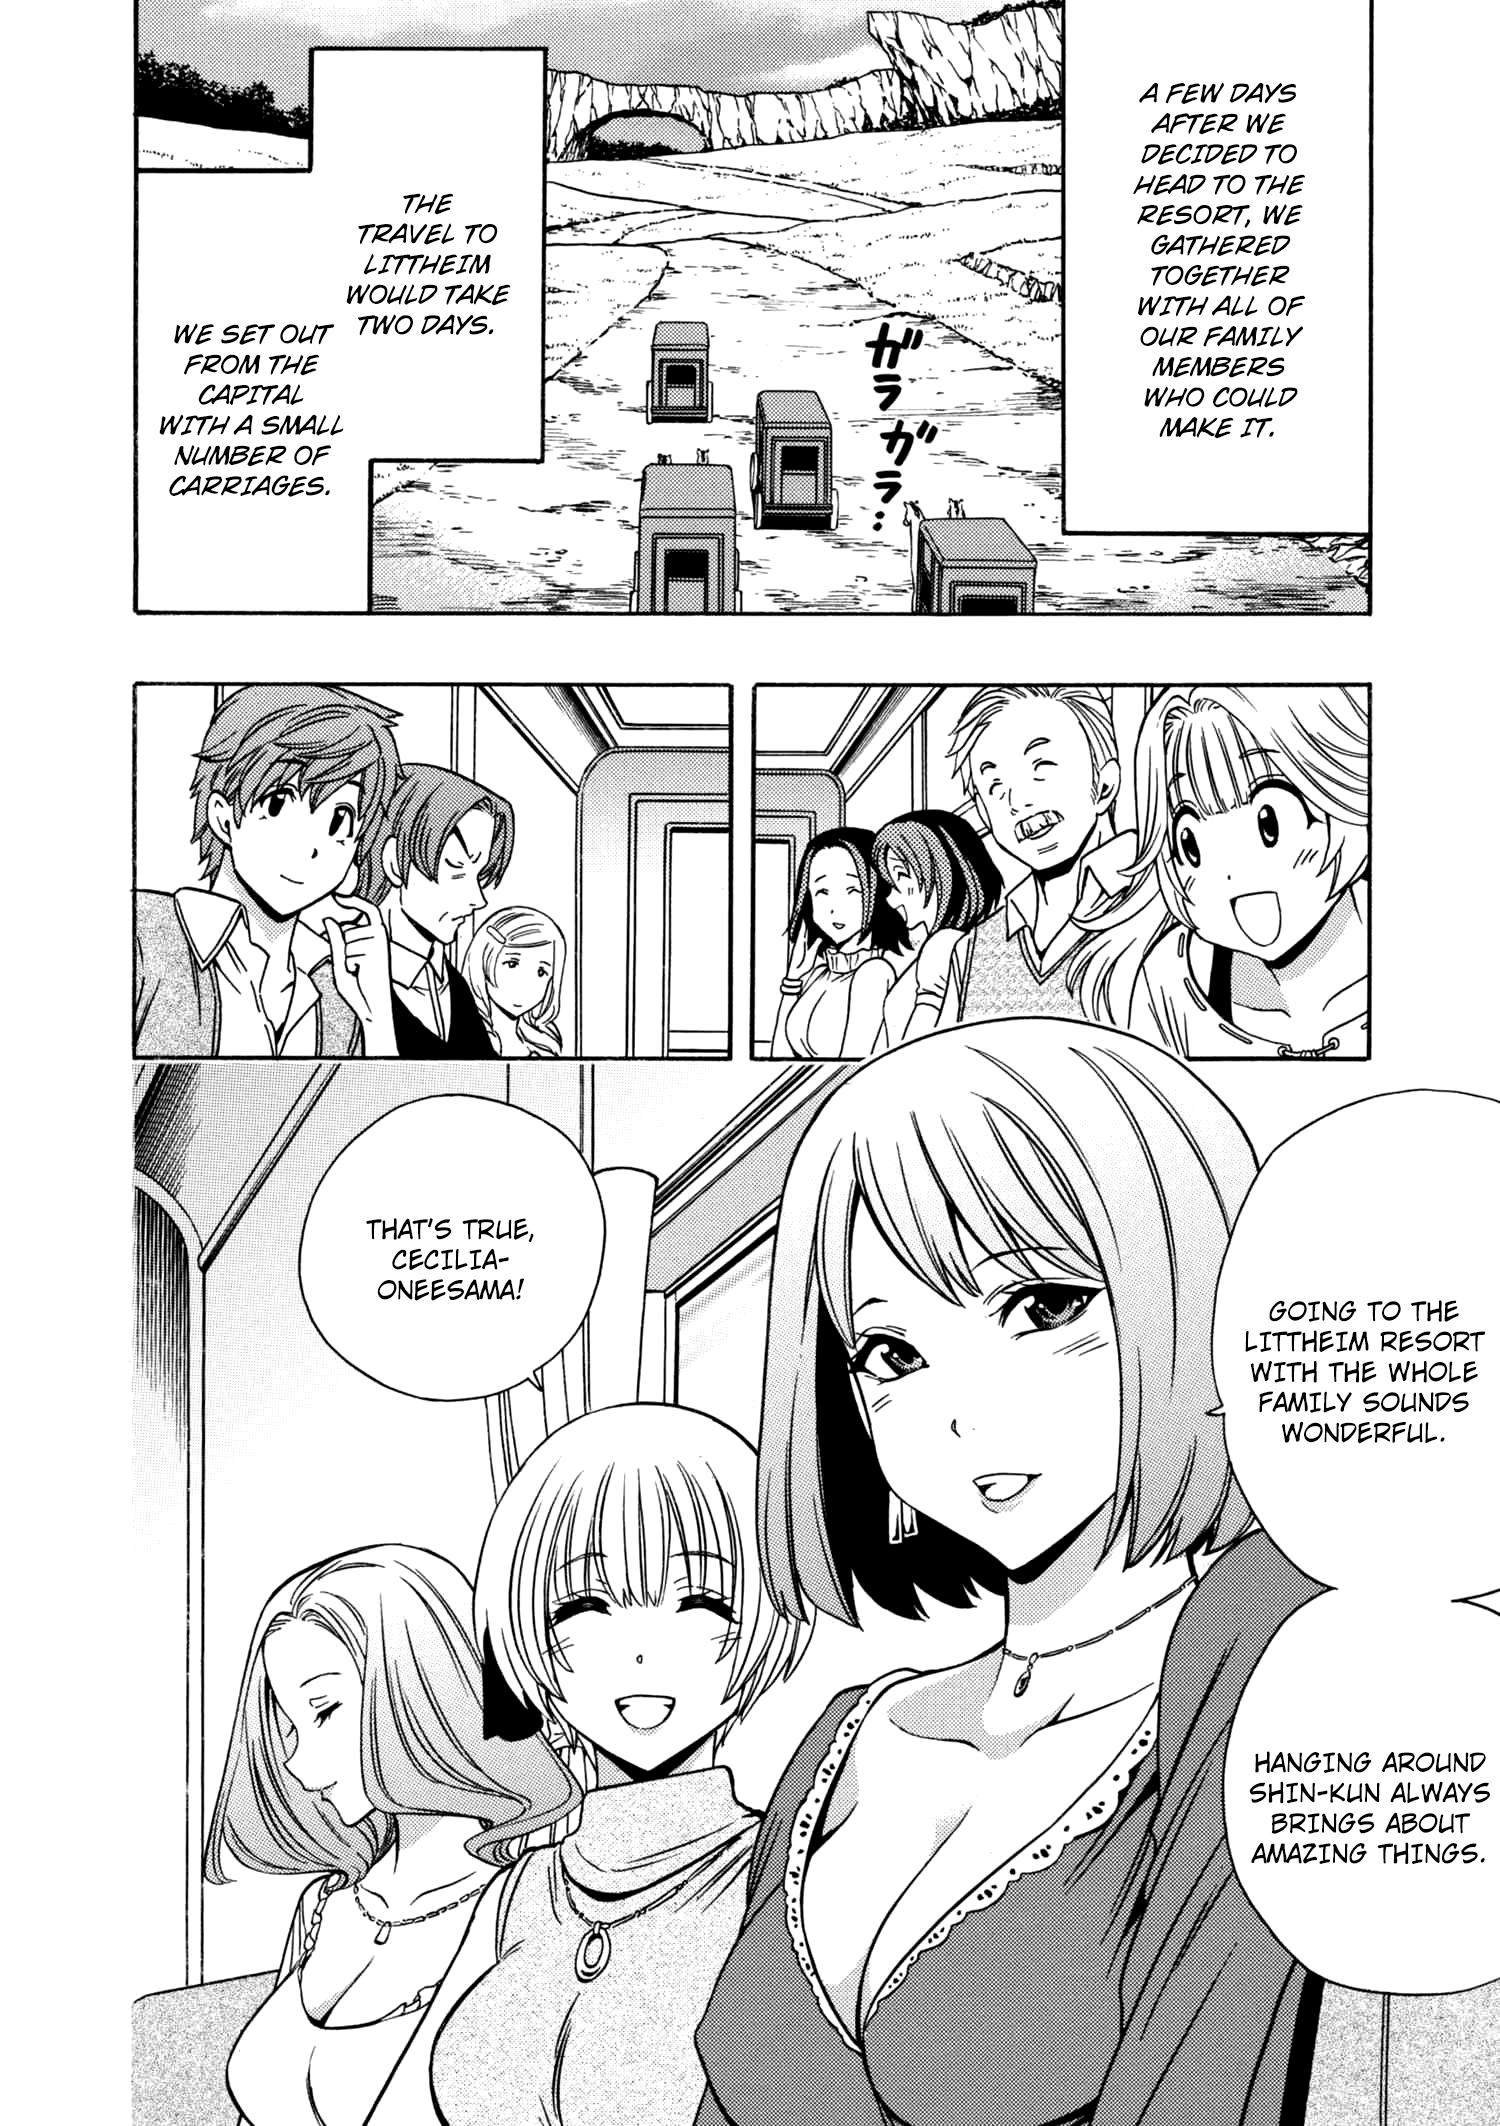 A FEW DAYS
AFTER WE
DECIDED TO
HEAD TO THE
RESORT, WE
GATHERED
TOGETHER
WITH ALL OF
OUR FAMILY
MEMBERS
WHO COULD
MAKE IT.
ガラガラ…
THE
TRAVEL TO
LITTHEIM
WOULD TAKE
TWO DAYS.
WE SET OUT
FROM THE
CAPITAL
WITH A SMALL
NUMBER OF
CARRIAGES.
GOING TO THE
LITTHEIM RESORT
WITH THE WHOLE
FAMILY SOUNDS
WONDERFUL.
HANGING AROUND
SHIN-KUN ALWAYS
BRINGS ABOUT
AMAZING THINGS.
THAT'S TRUE,
CECILIA-
ONEESAMA!